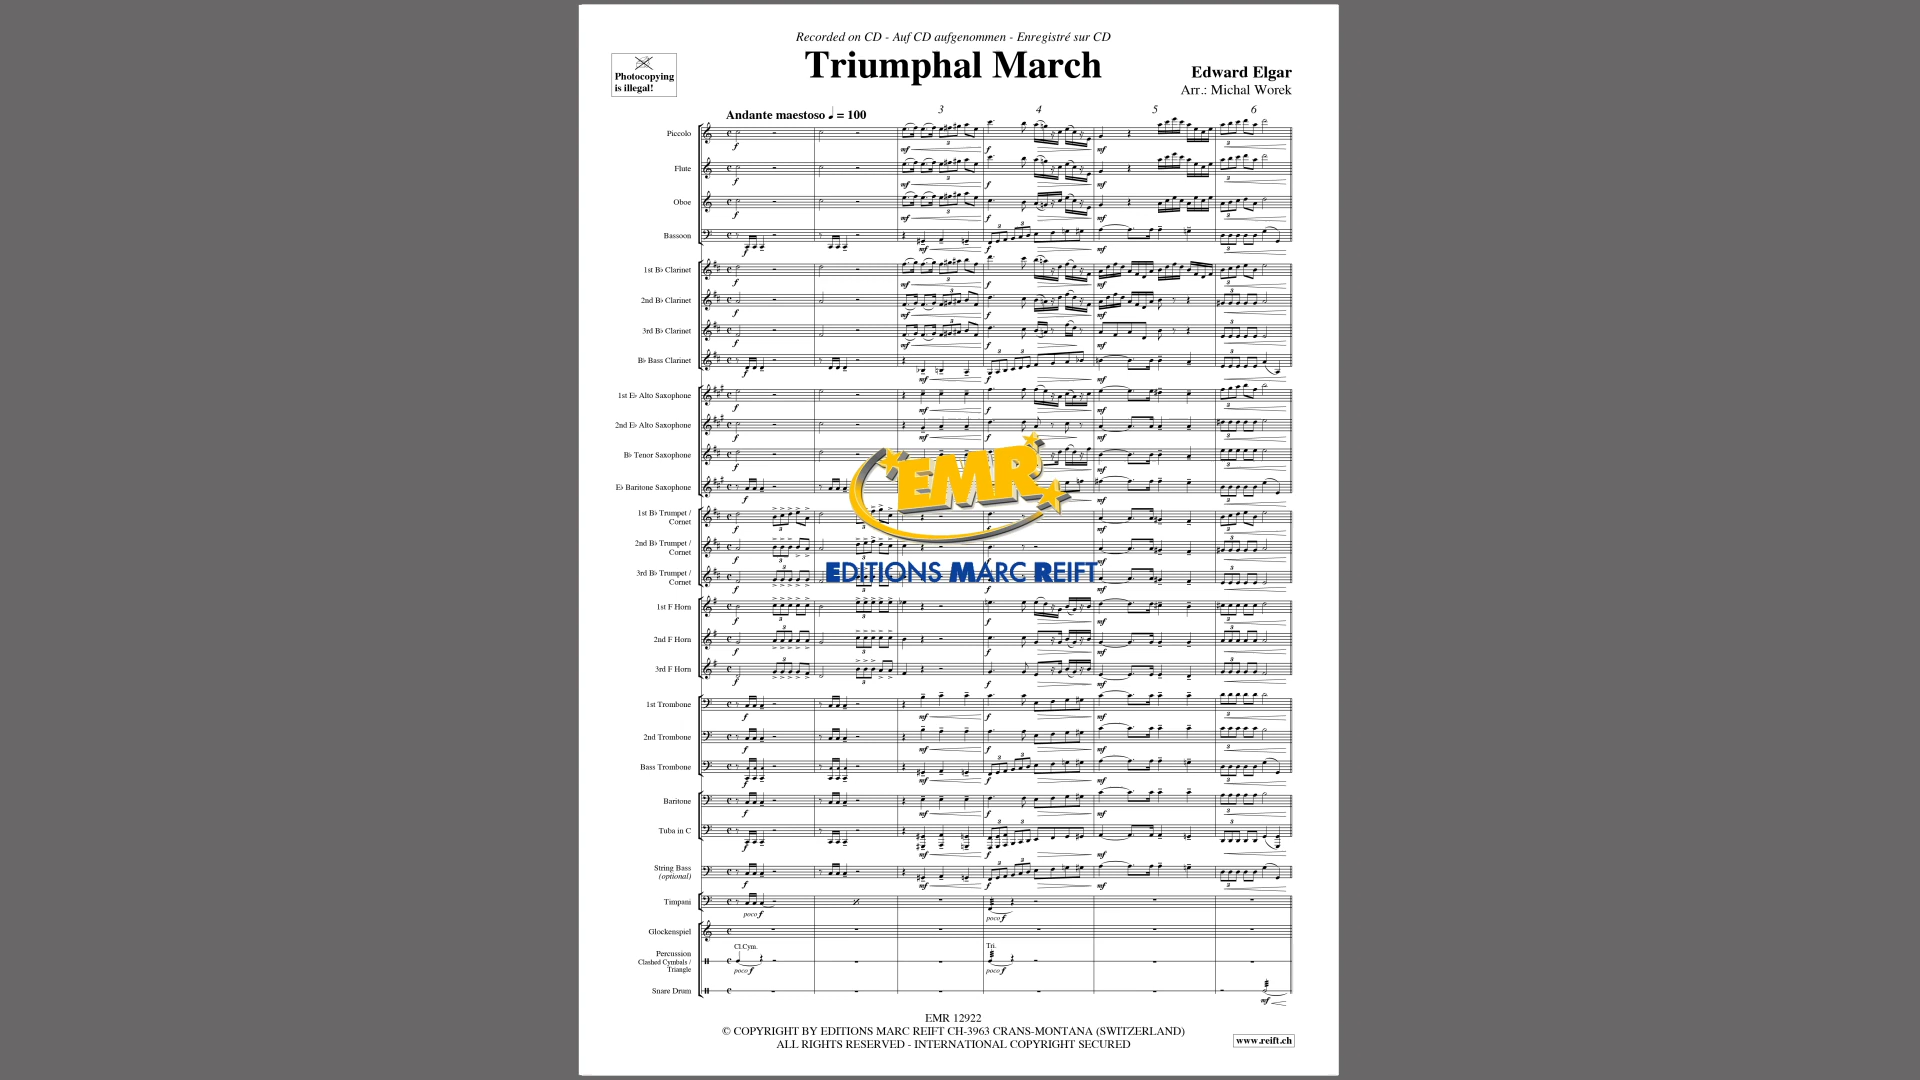 Recorded on CD - Auf CD aufgenommen - Enregistré sur CD
Triumphal March
Photocopying
is illegal!
Edward Elgar
Arr.: Michal Worek
Andante maestoso ♩ = 100
3 4 5 6
Piccolo
Flute
Oboe
Bassoon
1st B♭ Clarinet
2nd B♭ Clarinet
3rd B♭ Clarinet
B♭ Bass Clarinet
1st E♭ Alto Saxophone
2nd E♭ Alto Saxophone
B♭ Tenor Saxophone
E♭ Baritone Saxophone
1st B♭ Trumpet /
Cornet
2nd B♭ Trumpet /
Cornet
3rd B♭ Trumpet /
Cornet
1st F Horn
2nd F Horn
3rd F Horn
1st Trombone
2nd Trombone
Bass Trombone
Baritone
Tuba in C
String Bass
(optional)
Timpani
poco f
poco f
Glockenspiel
Percussion
Clashed Cymbals /
Triangle
Cl.Cym.
Tri.
poco f
poco f
Snare Drum
mf
EMR
EDITIONS MARC REIFT
EMR 12922
© COPYRIGHT BY EDITIONS MARC REIFT CH-3963 CRANS-MONTANA (SWITZERLAND)
ALL RIGHTS RESERVED - INTERNATIONAL COPYRIGHT SECURED
www.reift.ch